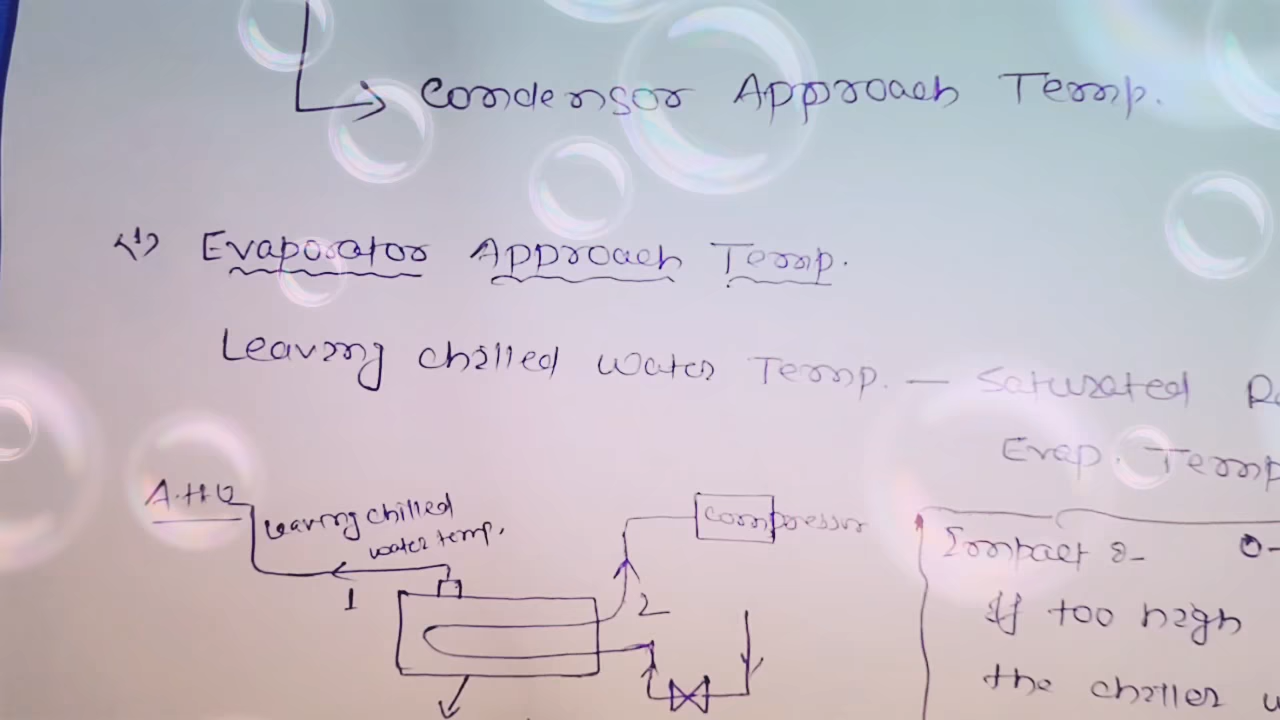 Condensor Approach Temp.
<1> Evaporator Approach Temp.
Leaving chilled water Temp. — Saturated
Evap. Temp
A.H.U
Leaving chilled
water temp.
compressor
1
2
Impact :-
If too high
the chiller